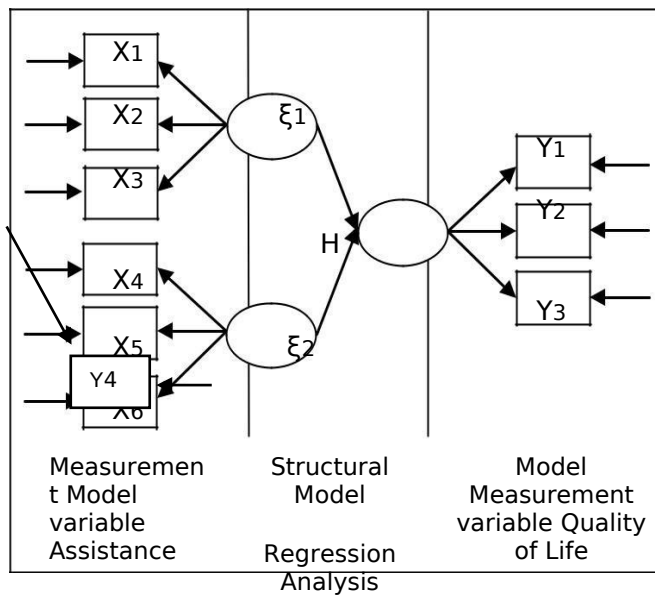 X1
X2
X3
X4
X5
Y4
X6
ξ1
H
ξ2
Y1
Y2
Y3
Measuremen
t Model
variable
Assistance
Structural
Model
Regression
Analysis
Model
Measurement
variable Quality
of Life